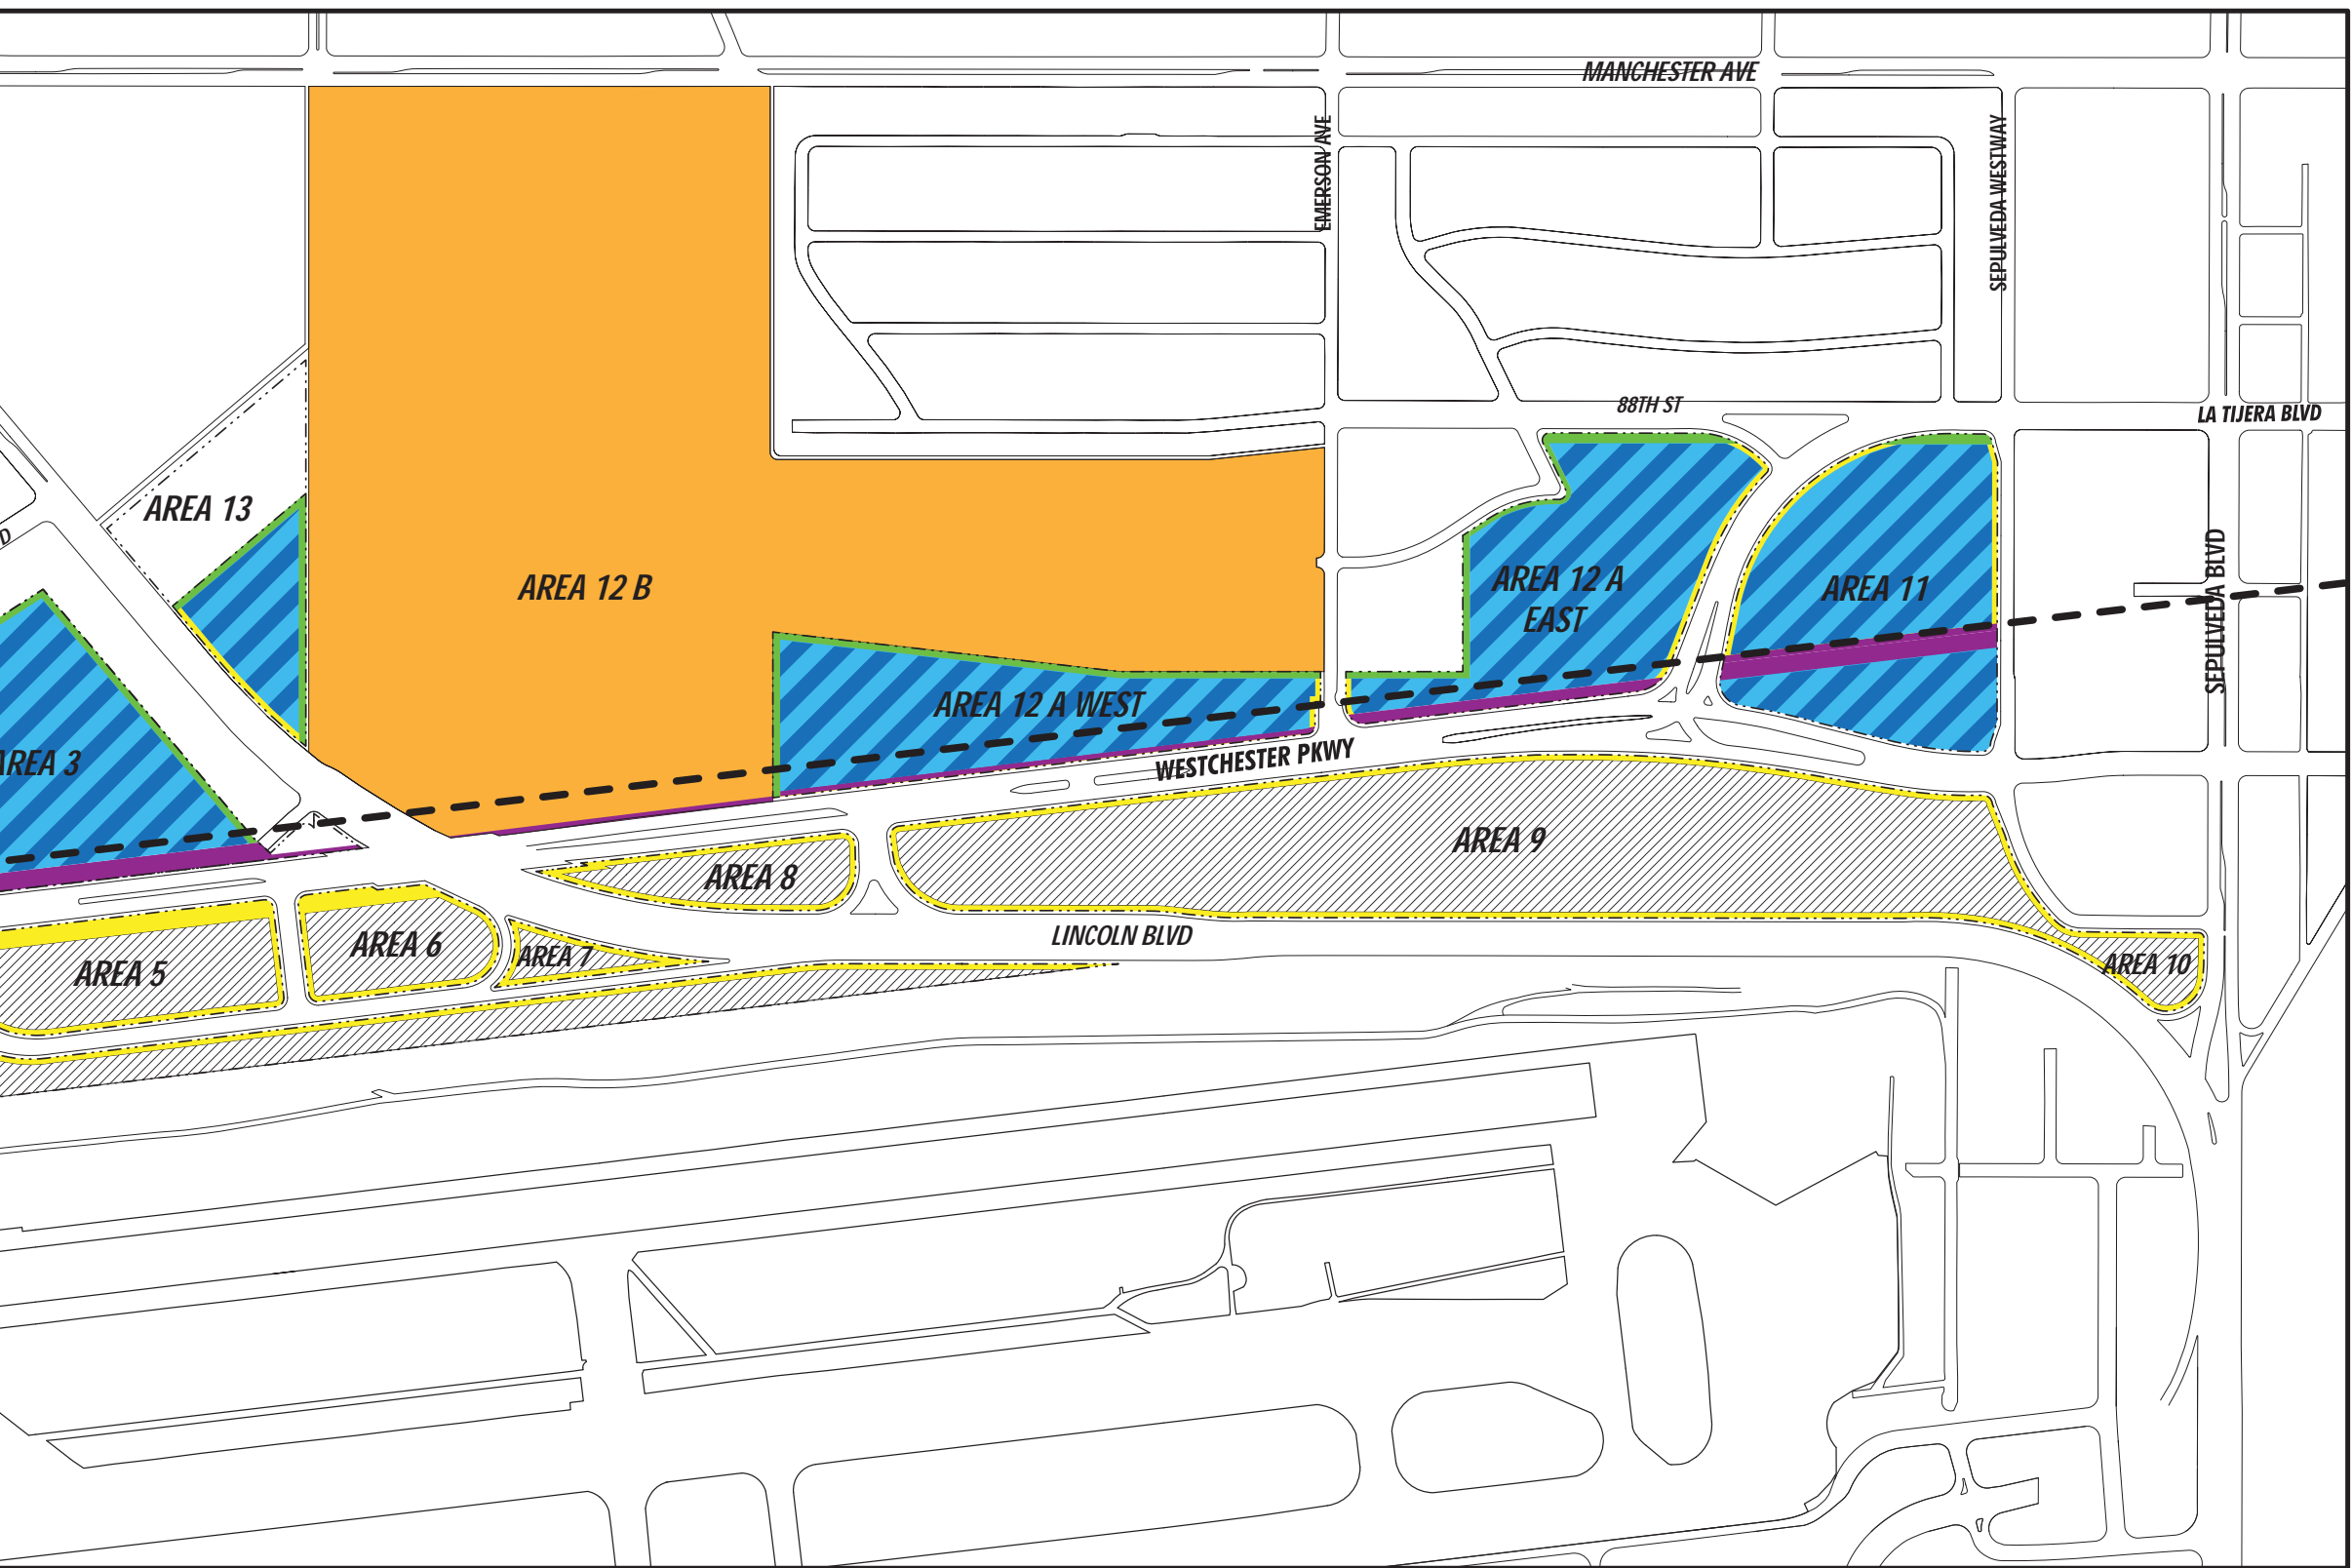 MANCHESTER AVE
EMERSON AVE
SEPULVEDA WESTWAY
88TH ST
LA TIJERA BLVD
AREA 13
D
AREA 12 B
AREA 12 A
EAST
AREA 11
SEPULVEDA BLVD
AREA 12 A WEST
WESTCHESTER PKWY
AREA 3
AREA 9
AREA 8
LINCOLN BLVD
AREA 6
AREA 7
AREA 5
AREA 10